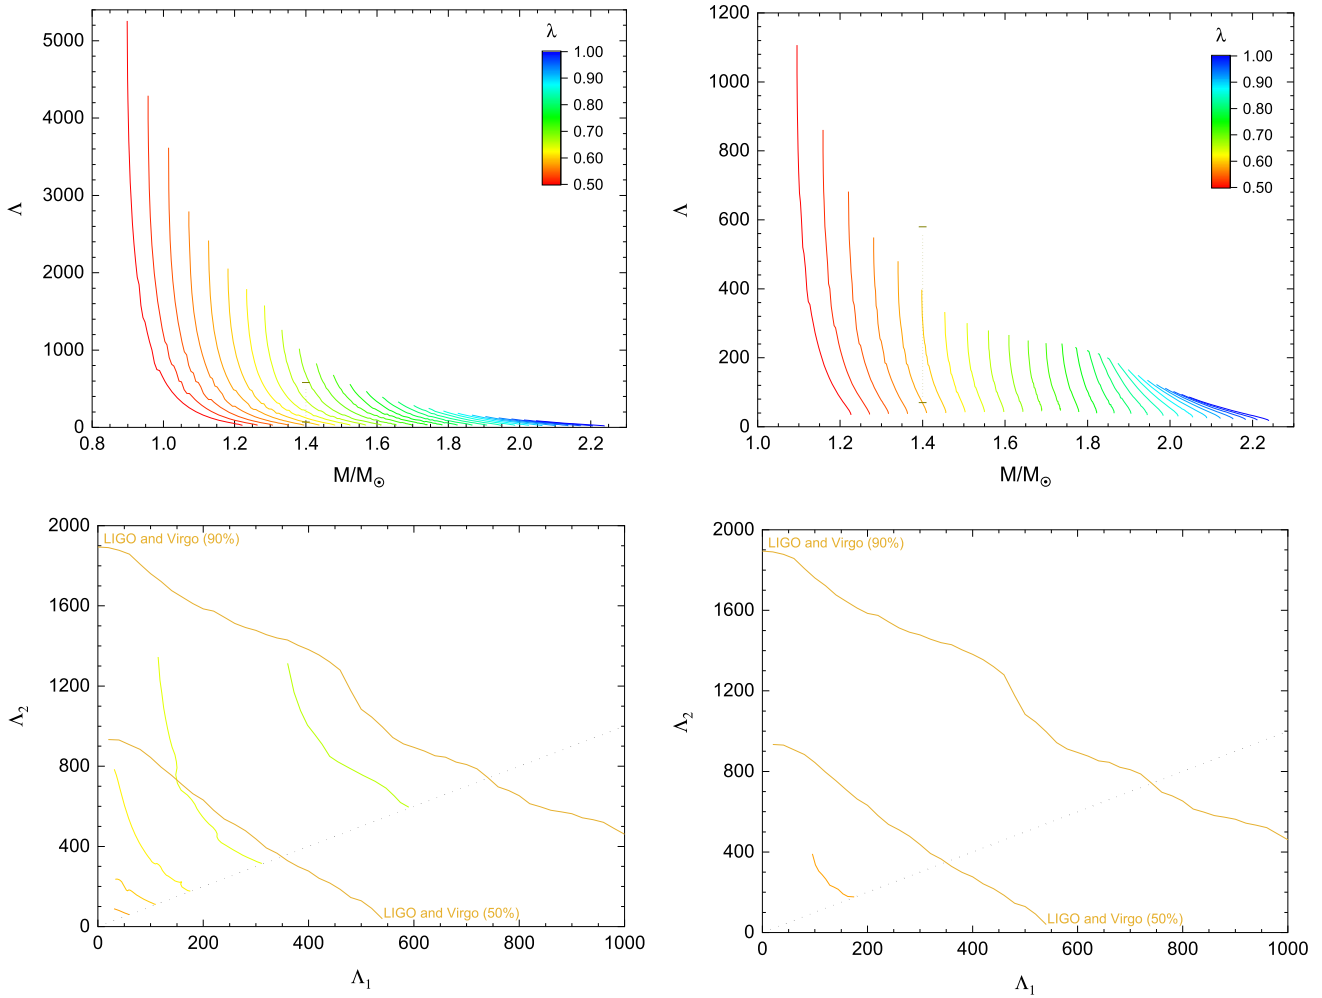 5000
4000
3000
2000
1000
0
Λ
0.8 1.0 1.2 1.4 1.6 1.8 2.0 2.2
M/M⊙
λ
1.00
0.90
0.80
0.70
0.60
0.50
1200
1000
800
600
400
200
0
Λ
1.0 1.2 1.4 1.6 1.8 2.0 2.2
M/M⊙
λ
1.00
0.90
0.80
0.70
0.60
0.50
2000
1600
1200
800
400
0
Λ2
LIGO and Virgo (90%)
LIGO and Virgo (50%)
0 200 400 600 800 1000
Λ1
2000
1600
1200
800
400
0
Λ2
LIGO and Virgo (90%)
LIGO and Virgo (50%)
0 200 400 600 800 1000
Λ1